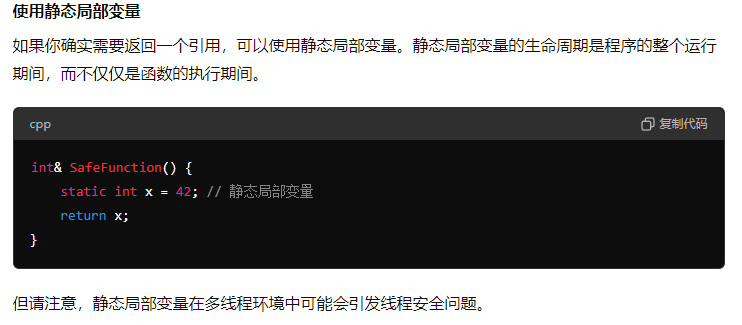 使用静态局部变量
如果你确实需要返回一个引用，可以使用静态局部变量。静态局部变量的生命周期是程序的整个运行
期间，而不仅仅是函数的执行期间。
cpp 复制代码
int& SafeFunction() {
    static int x = 42; // 静态局部变量
    return x;
}
但请注意，静态局部变量在多线程环境中可能会引发线程安全问题。